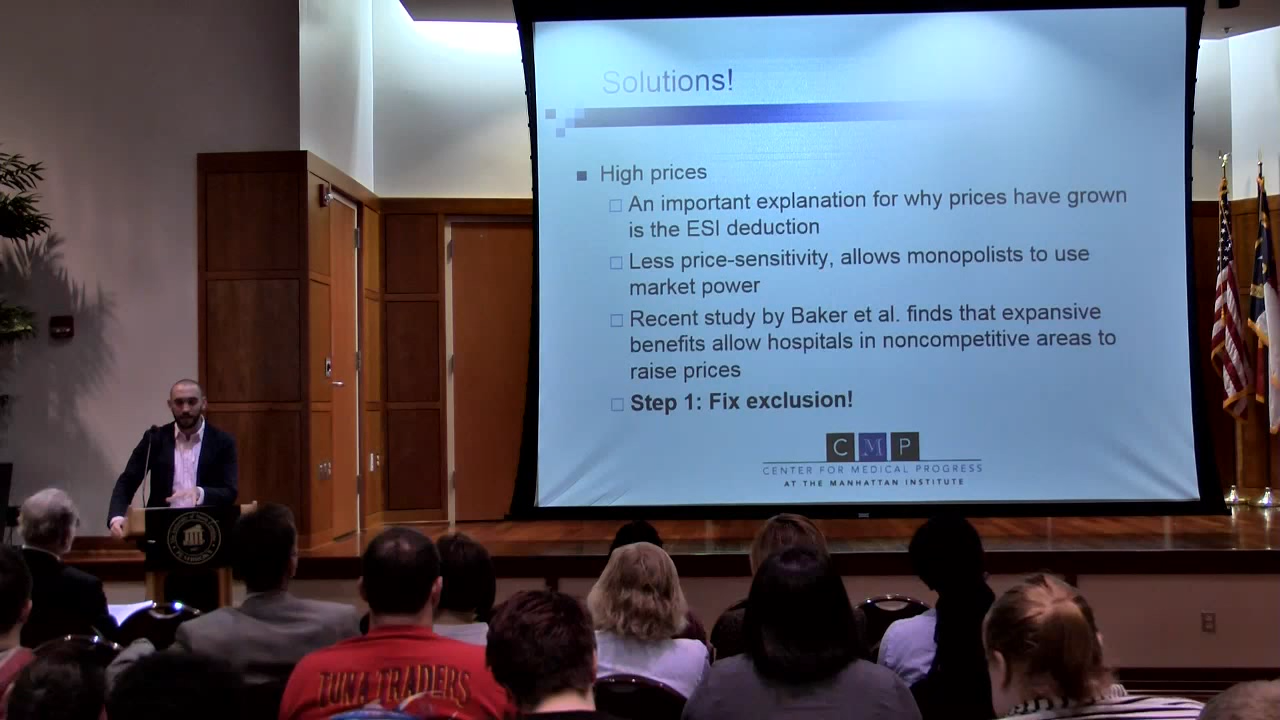 Solutions!
High prices
An important explanation for why prices have grown
is the ESI deduction
Less price-sensitivity, allows monopolists to use
market power
Recent study by Baker et al. finds that expansive
benefits allow hospitals in noncompetitive areas to
raise prices
Step 1: Fix exclusion!
C M P
CENTER FOR MEDICAL PROGRESS
AT THE MANHATTAN INSTITUTE
TUNA TRADERS